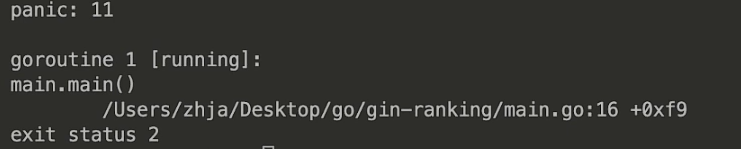 panic: 11
goroutine 1 [running]:
main.main()
/Users/zhja/Desktop/go/gin-ranking/main.go:16 +0xf9
exit status 2